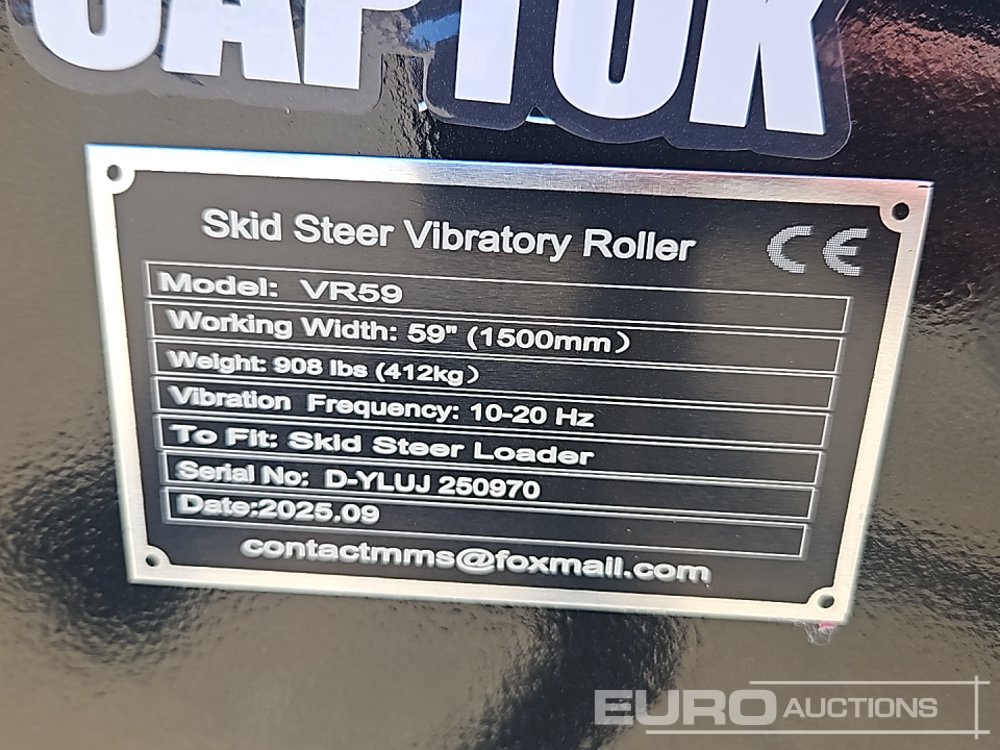 CAPTOK
Skid Steer Vibratory Roller CE
Model: VR59
Working Width: 59" (1500mm)
Weight: 908 lbs (412kg)
Vibration Frequency: 10-20 Hz
To Fit: Skid Steer Loader
Serial No: D-YLUJ 250970
Date:2025.09
contactmms@foxmail.com
EURO AUCTIONS